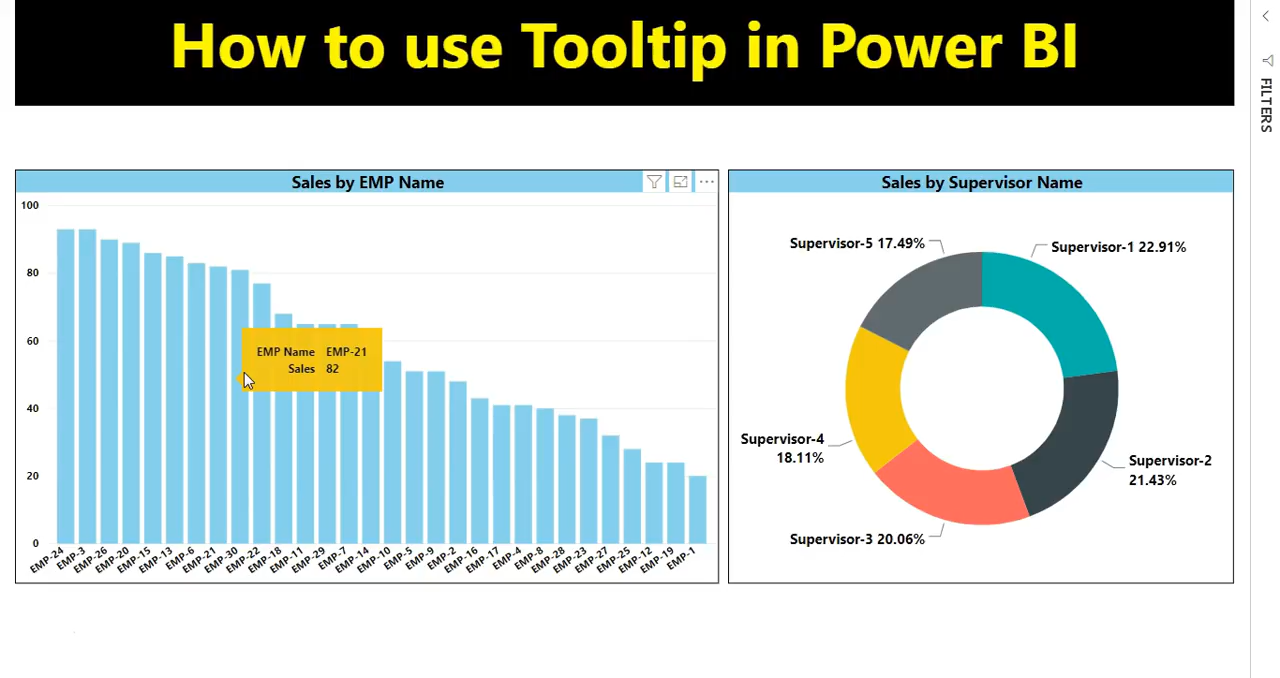 How to use Tooltip in Power BI
FILTERS
Sales by EMP Name
100
80
60
40
20
0
EMP Name EMP-21
Sales 82
EMP-24
EMP-3
EMP-26
EMP-20
EMP-15
EMP-13
EMP-6
EMP-21
EMP-30
EMP-22
EMP-18
EMP-11
EMP-29
EMP-7
EMP-14
EMP-10
EMP-5
EMP-9
EMP-2
EMP-16
EMP-17
EMP-4
EMP-8
EMP-28
EMP-23
EMP-27
EMP-25
EMP-12
EMP-19
EMP-1
Sales by Supervisor Name
Supervisor-5 17.49%
Supervisor-1 22.91%
Supervisor-4
18.11%
Supervisor-2
21.43%
Supervisor-3 20.06%